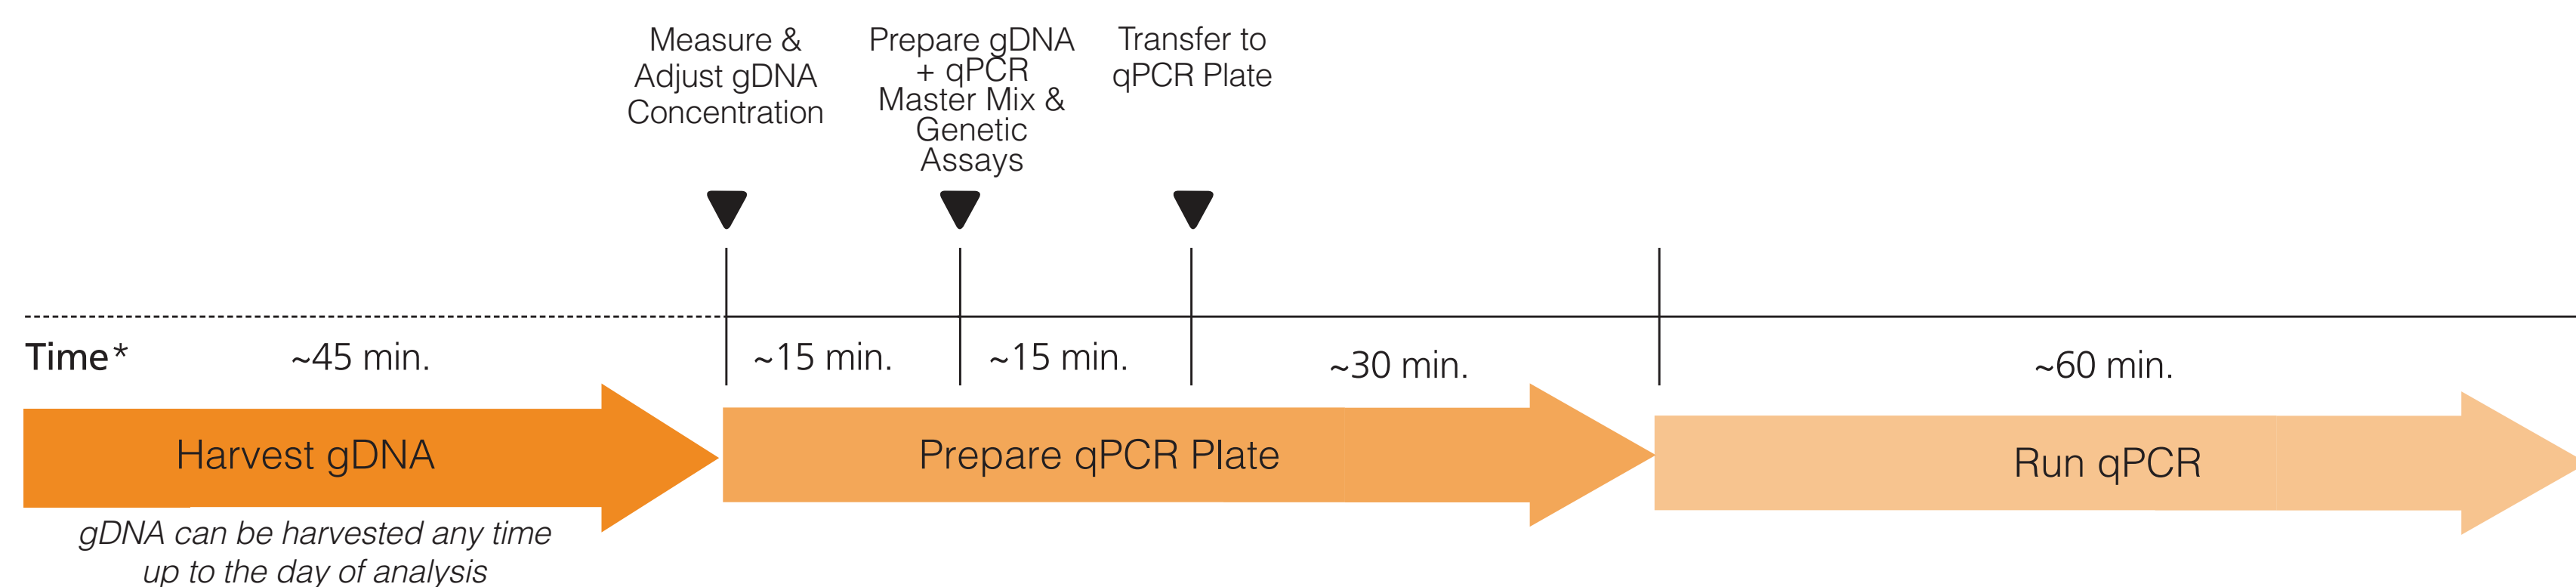 Measure &
Adjust gDNA
Concentration
Prepare gDNA
+ qPCR
Master Mix &
Genetic
Assays
Transfer to
qPCR Plate
Time* ~45 min. ~15 min. ~15 min. ~30 min. ~60 min.
Harvest gDNA Prepare qPCR Plate Run qPCR
gDNA can be harvested any time
up to the day of analysis